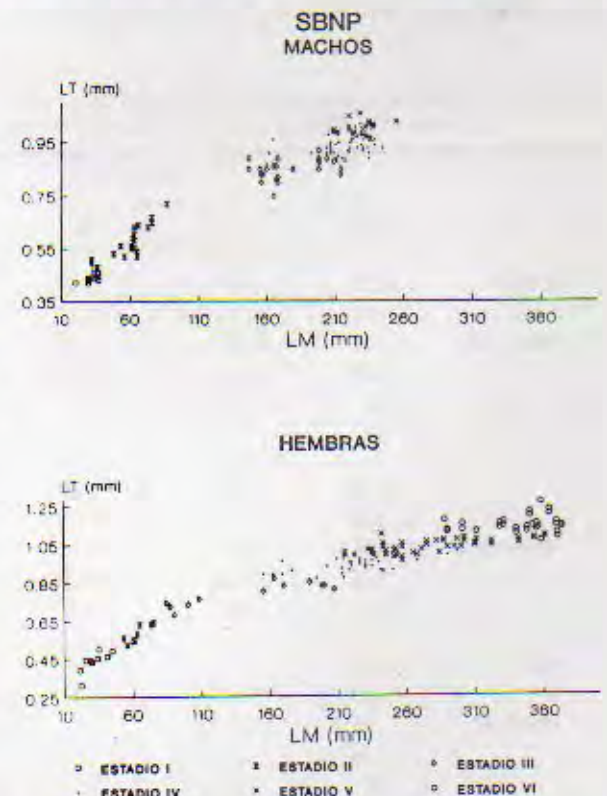 SBNP
MACHOS
LT (mm)
0.95
0.75
0.55
0.35
10 60 110 160 210 260 310 360
LM (mm)
HEMBRAS
LT (mm)
1.25
1.05
0.85
0.65
0.45
0.25
10 60 110 160 210 260 310 360
LM (mm)
ESTADIO I ESTADIO II ESTADIO III
ESTADIO IV ESTADIO V ESTADIO VI